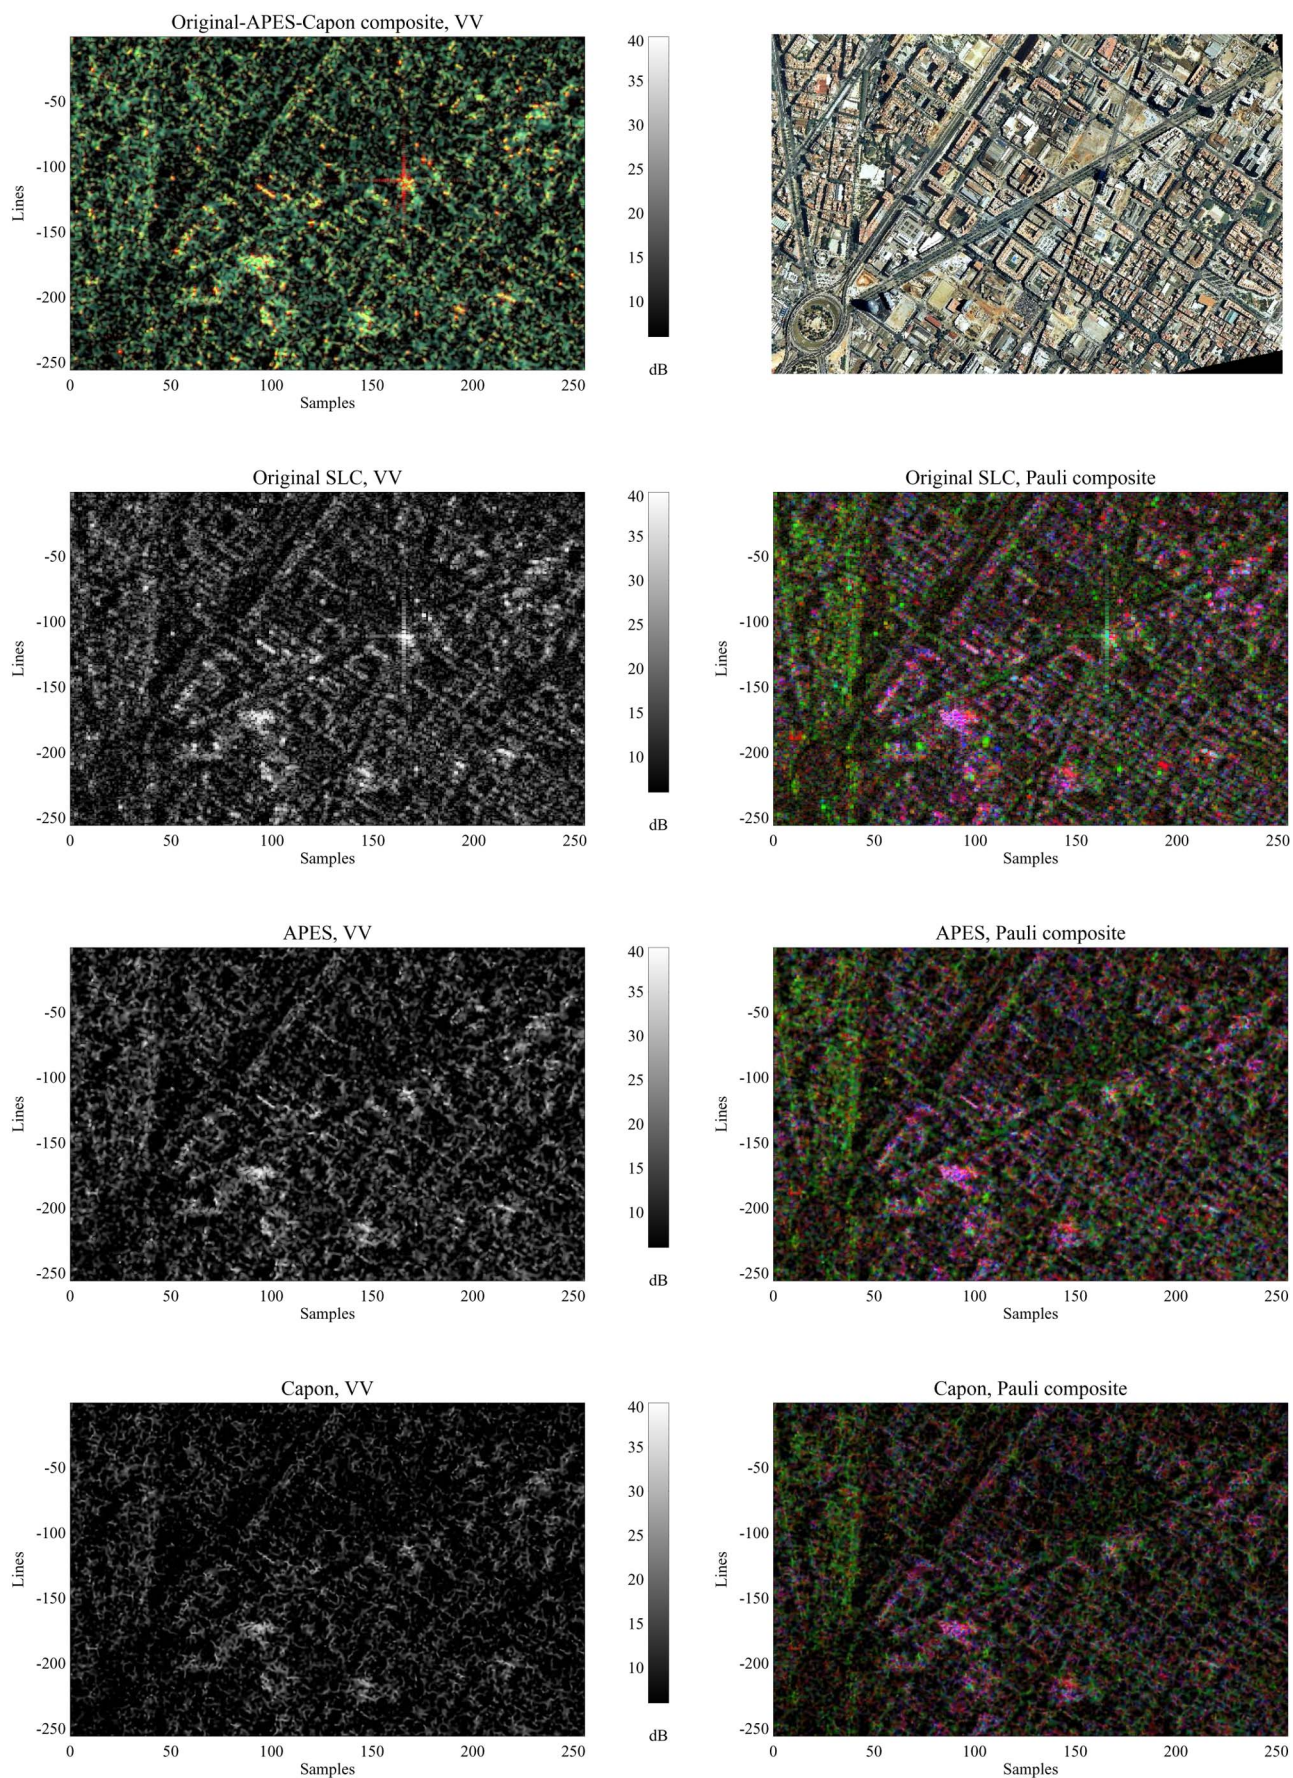 Original-APES-Capon composite, VV
40
35
30
25
20
15
10
dB
-50
-100
-150
-200
-250
Lines
0 50 100 150 200 250
Samples
Original SLC, VV
40
35
30
25
20
15
10
dB
-50
-100
-150
-200
-250
Lines
0 50 100 150 200 250
Samples
Original SLC, Pauli composite
-50
-100
-150
-200
-250
Lines
0 50 100 150 200 250
Samples
APES, VV
40
35
30
25
20
15
10
dB
-50
-100
-150
-200
-250
Lines
0 50 100 150 200 250
Samples
APES, Pauli composite
-50
-100
-150
-200
-250
Lines
0 50 100 150 200 250
Samples
Capon, VV
40
35
30
25
20
15
10
dB
-50
-100
-150
-200
-250
Lines
0 50 100 150 200 250
Samples
Capon, Pauli composite
-50
-100
-150
-200
-250
Lines
0 50 100 150 200 250
Samples